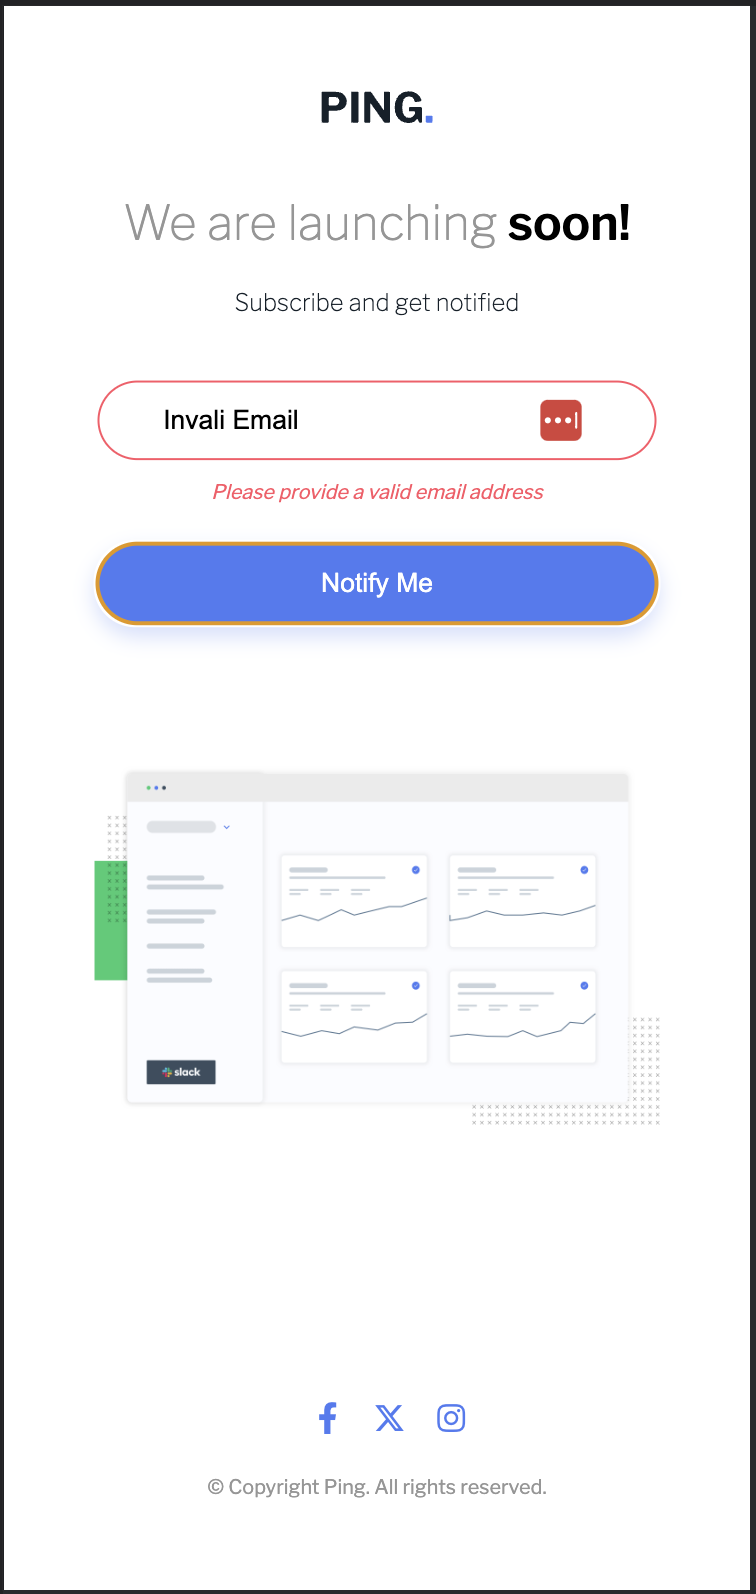 PING.
We are launching soon!
Subscribe and get notified
Invali Email
Please provide a valid email address
Notify Me
slack
© Copyright Ping. All rights reserved.